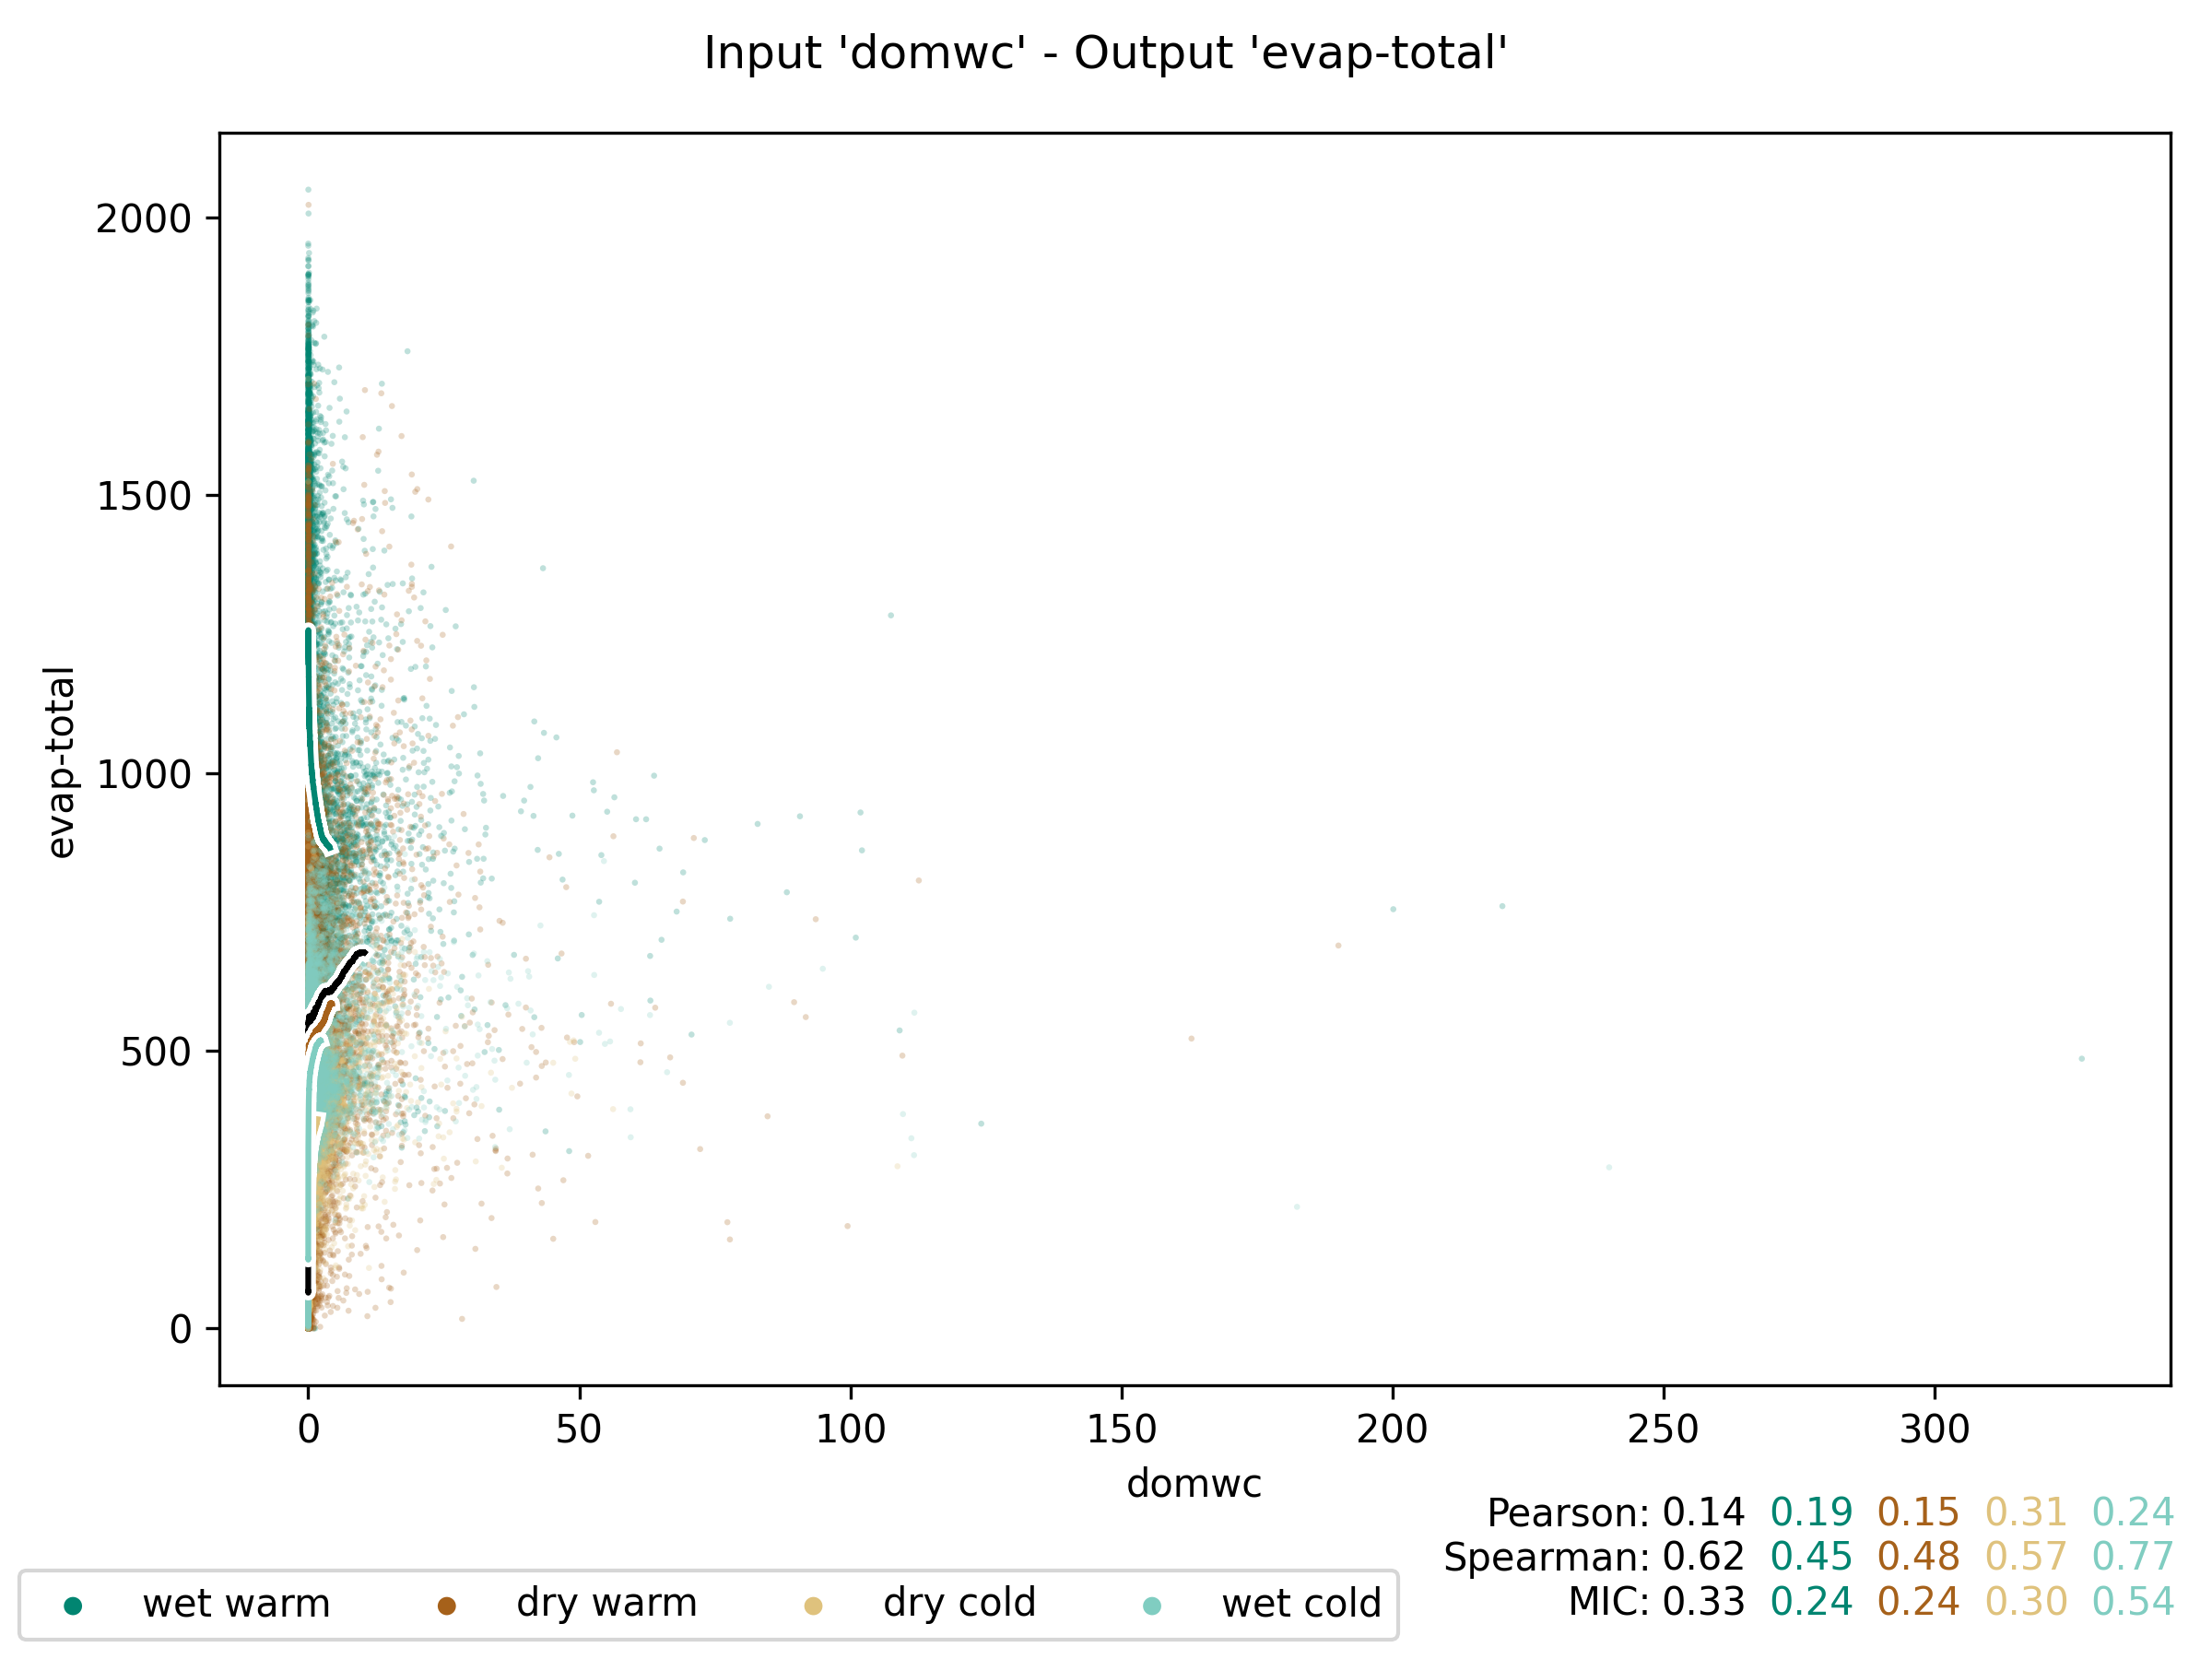 Input 'domwc' - Output 'evap-total'
evap-total
2000
1500
1000
500
0
0 50 100 150 200 250 300
domwc
Pearson: 0.14 0.19 0.15 0.31 0.24
Spearman: 0.62 0.45 0.48 0.57 0.77
MIC: 0.33 0.24 0.24 0.30 0.54
wet warm dry warm dry cold wet cold